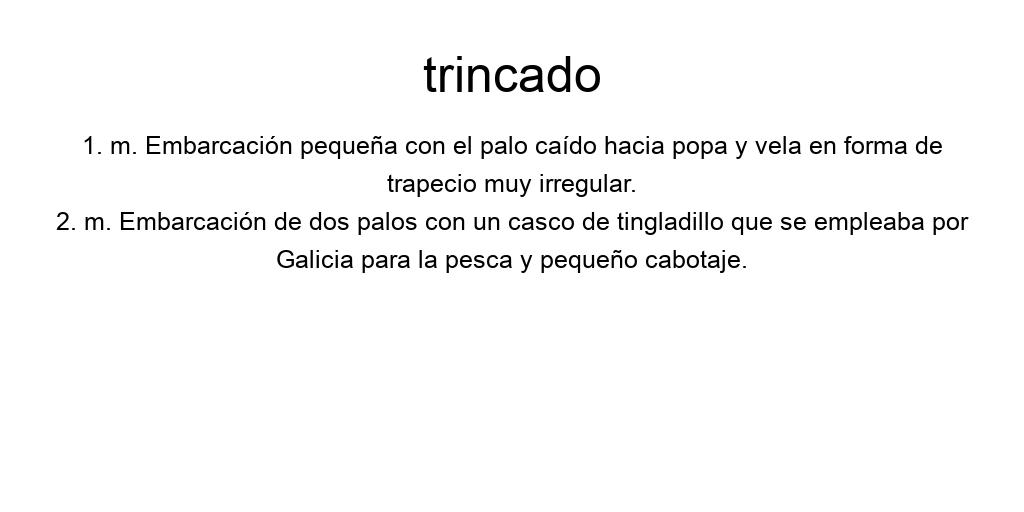 trincado
1. m. Embarcación pequeña con el palo caído hacia popa y vela en forma de
trapecio muy irregular.
2. m. Embarcación de dos palos con un casco de tingladillo que se empleaba por
Galicia para la pesca y pequeño cabotaje.